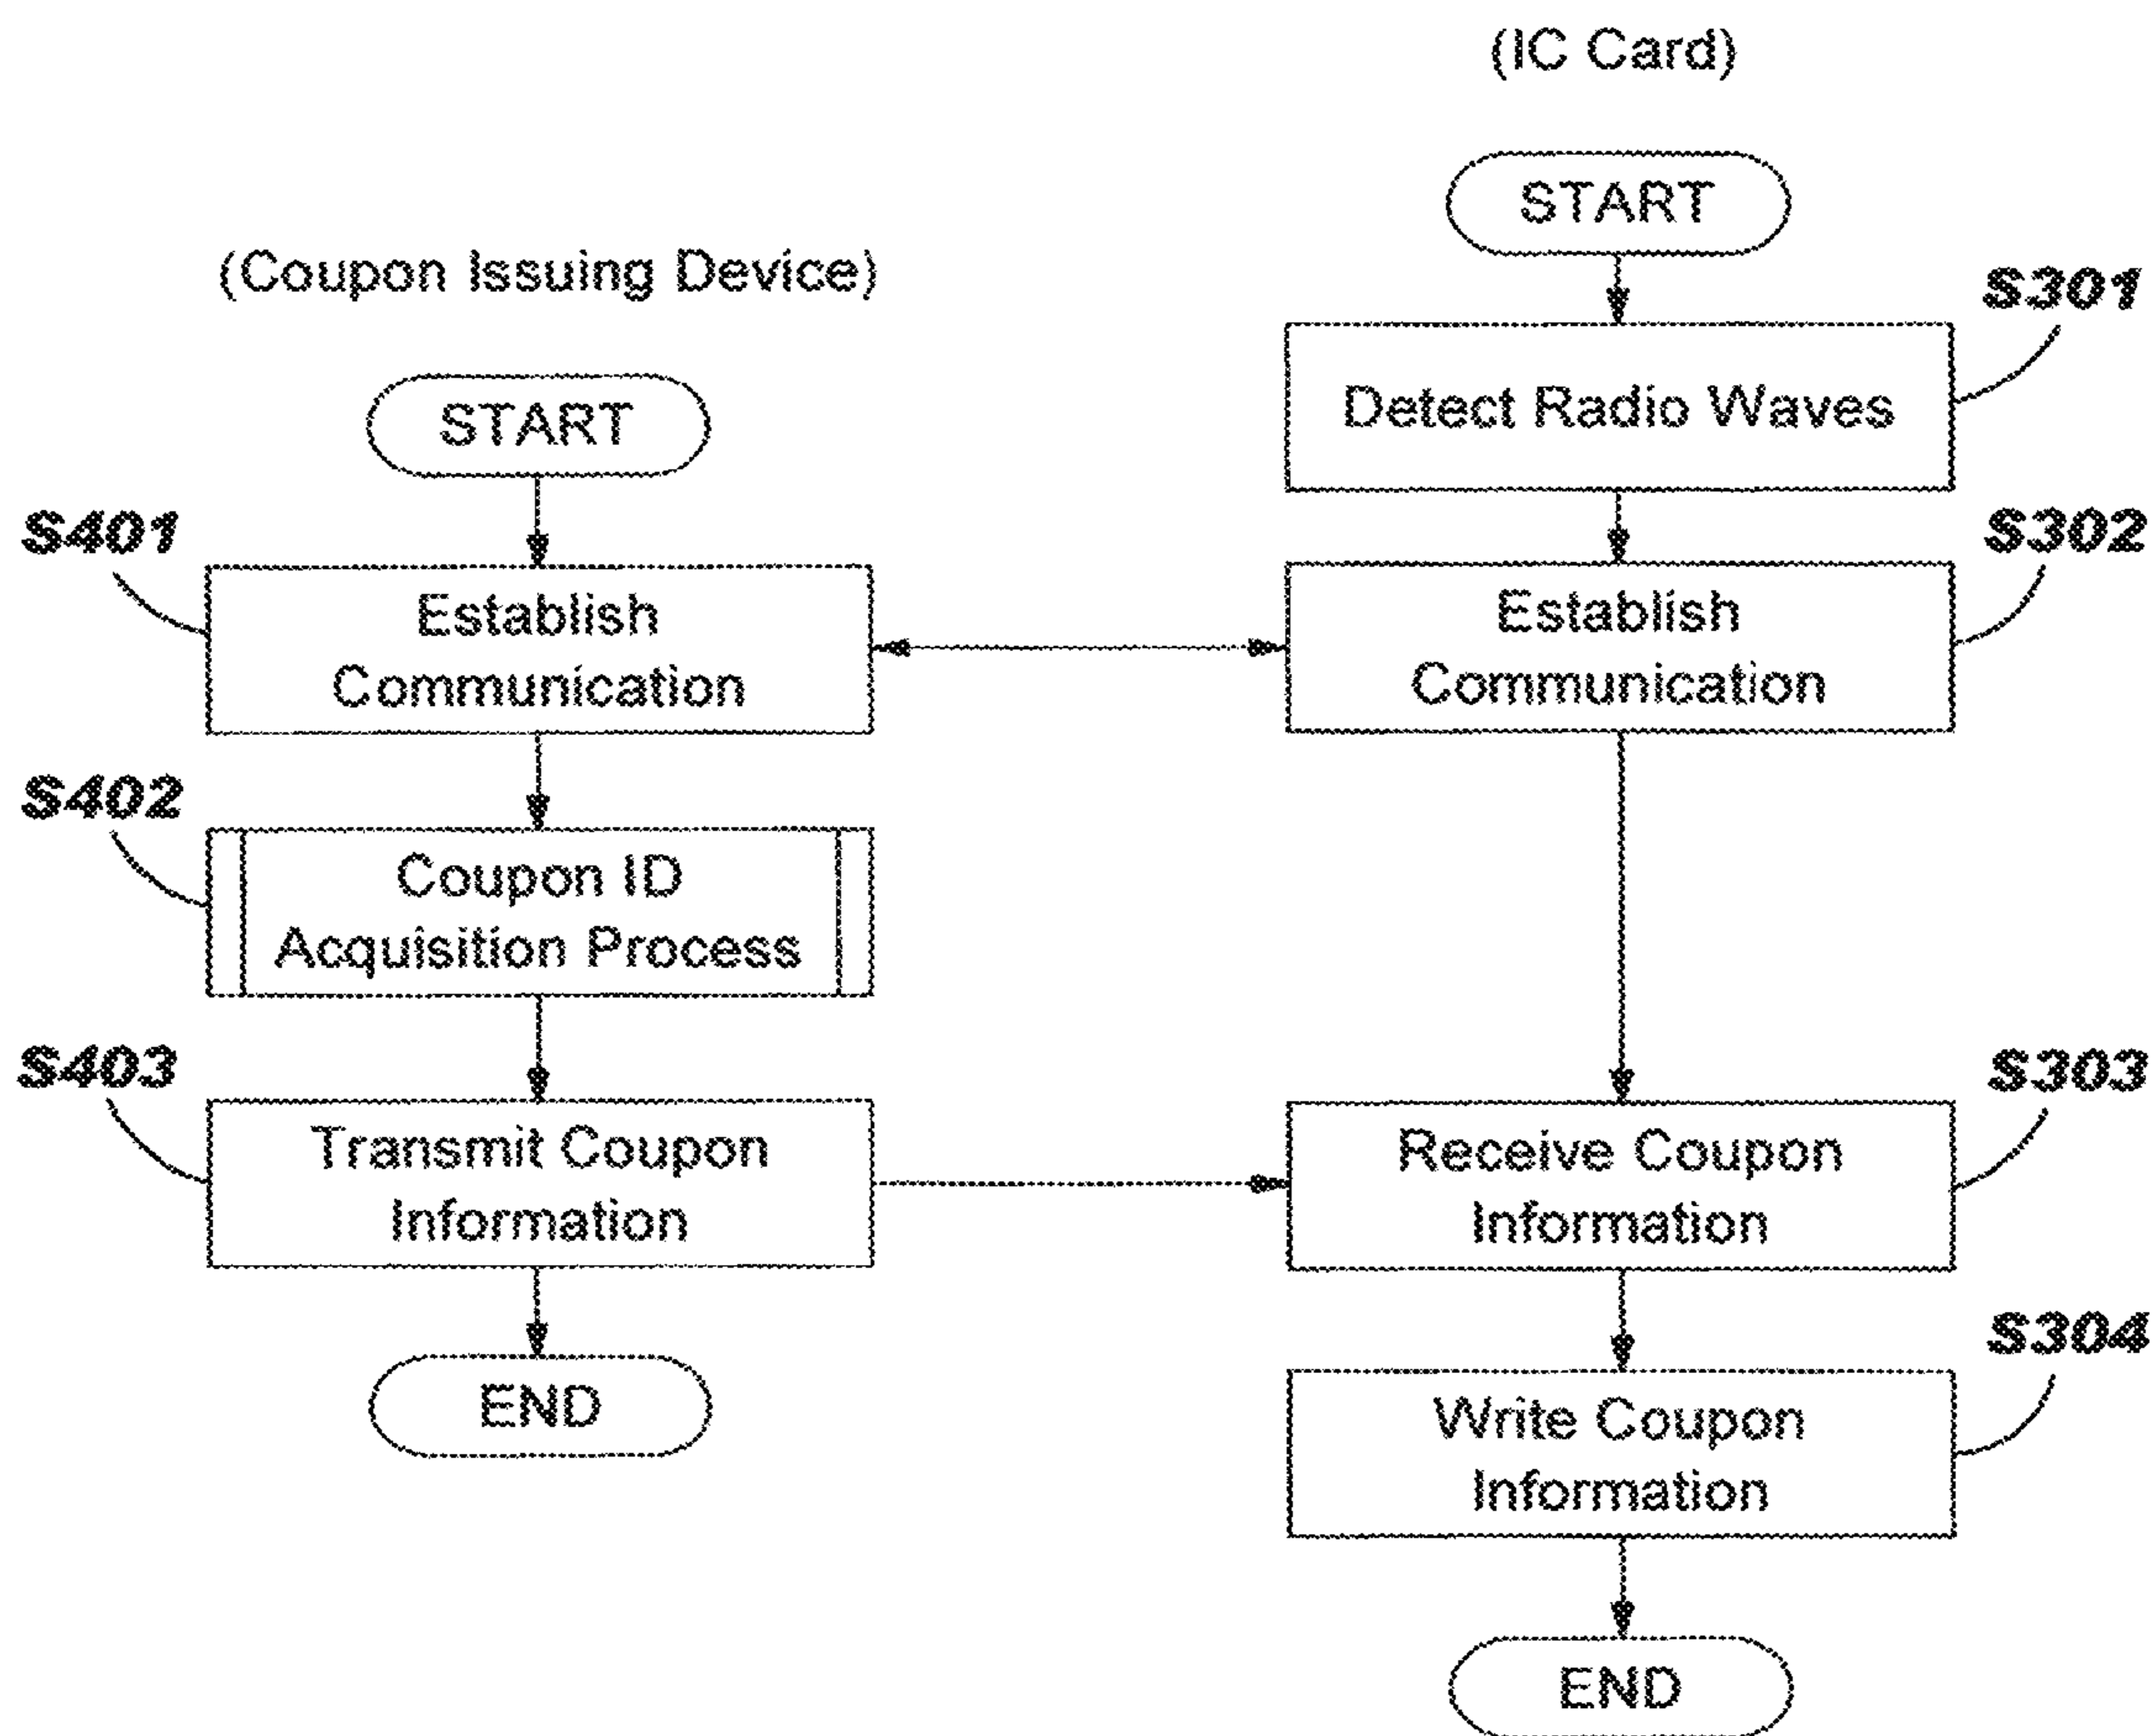 (Coupon Issuing Device)
START
S401
Establish
Communication
S402
Coupon ID
Acquisition Process
S403
Transmit Coupon
Information
END
(IC Card)
START
S301
Detect Radio Waves
S302
Establish
Communication
S303
Receive Coupon
Information
S304
Write Coupon
Information
END